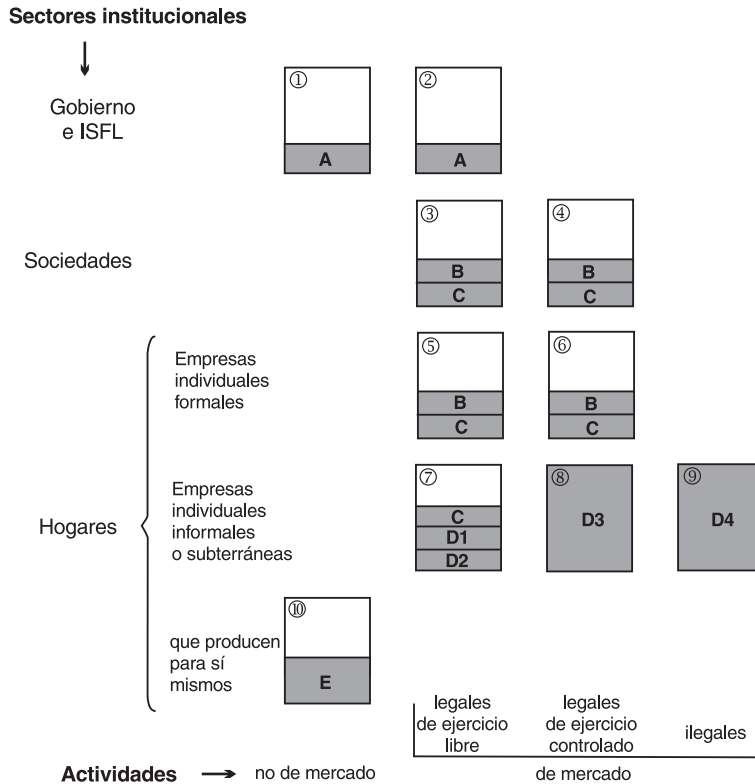 Sectores institucionales
Gobierno
e ISFL
① ②
A A
Sociedades
③ ④
B B
C C
Hogares
Empresas
individuales
formales
⑤ ⑥
B B
C C
Empresas
individuales
informales
o subterráneas
⑦ ⑧ ⑨
C
D1
D2
D3 D4
que producen
para sí
mismos
⑩
E
legales
de ejercicio
libre
legales
de ejercicio
controlado
ilegales
Actividades no de mercado de mercado